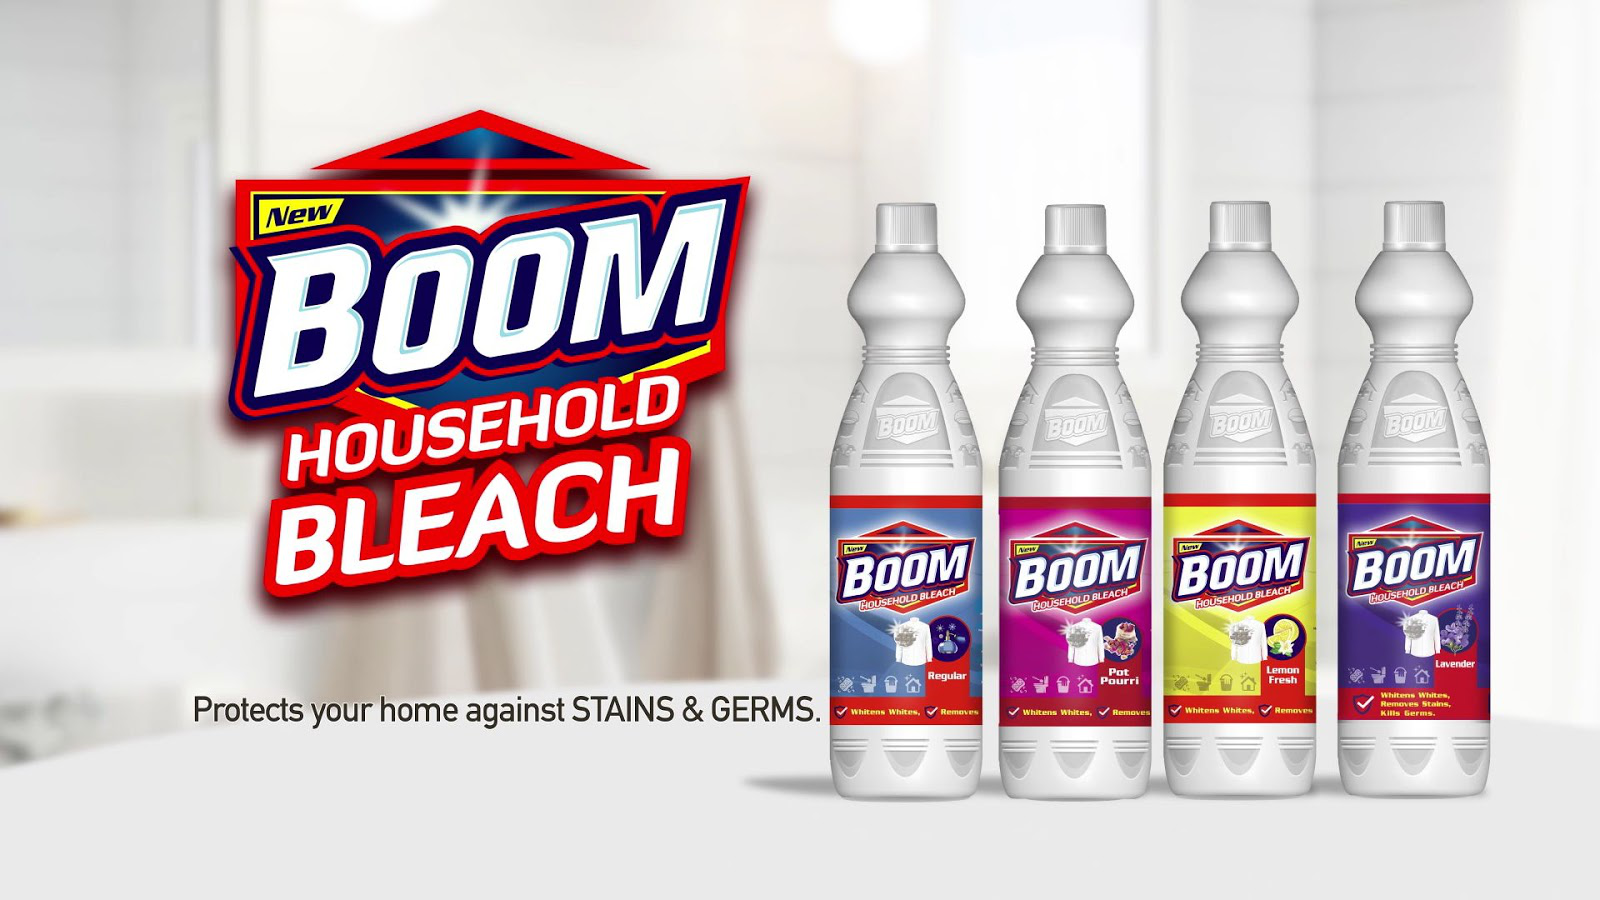 New
BOOM
HOUSEHOLD
BLEACH
Protects your home against STAINS & GERMS.
BOOM
New
BOOM
HOUSEHOLD BLEACH
Regular
Whitens Whites, Removes
BOOM
New
BOOM
HOUSEHOLD BLEACH
Pot
Pourri
Whitens Whites, Removes
BOOM
New
BOOM
HOUSEHOLD BLEACH
Lemon
Fresh
Whitens Whites, Removes
BOOM
New
BOOM
HOUSEHOLD BLEACH
Lavender
Whitens Whites,
Removes Stains,
Kills Germs.